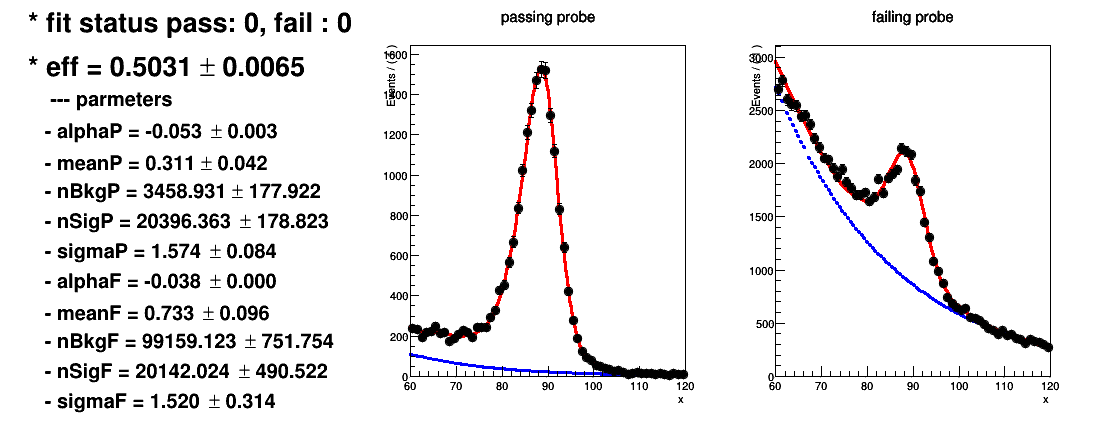 * fit status pass: 0, fail : 0
* eff = 0.5031 ± 0.0065
--- parmeters
- alphaP = -0.053 ± 0.003
- meanP = 0.311 ± 0.042
- nBkgP = 3458.931 ± 177.922
- nSigP = 20396.363 ± 178.823
- sigmaP = 1.574 ± 0.084
- alphaF = -0.038 ± 0.000
- meanF = 0.733 ± 0.096
- nBkgF = 99159.123 ± 751.754
- nSigF = 20142.024 ± 490.522
- sigmaF = 1.520 ± 0.314
passing probe
Events / ( )
1600
1400
1200
1000
800
600
400
200
0
60 70 80 90 100 110 120
x
failing probe
Events / ( )
3000
2500
2000
1500
1000
500
0
60 70 80 90 100 110 120
x